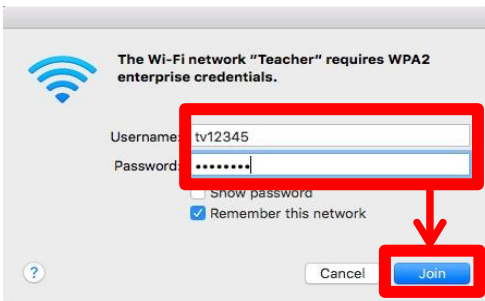 The Wi-Fi network “Teacher” requires WPA2
enterprise credentials.
Username: tv12345
Password: ••••••••
Show password
Remember this network
? Cancel Join